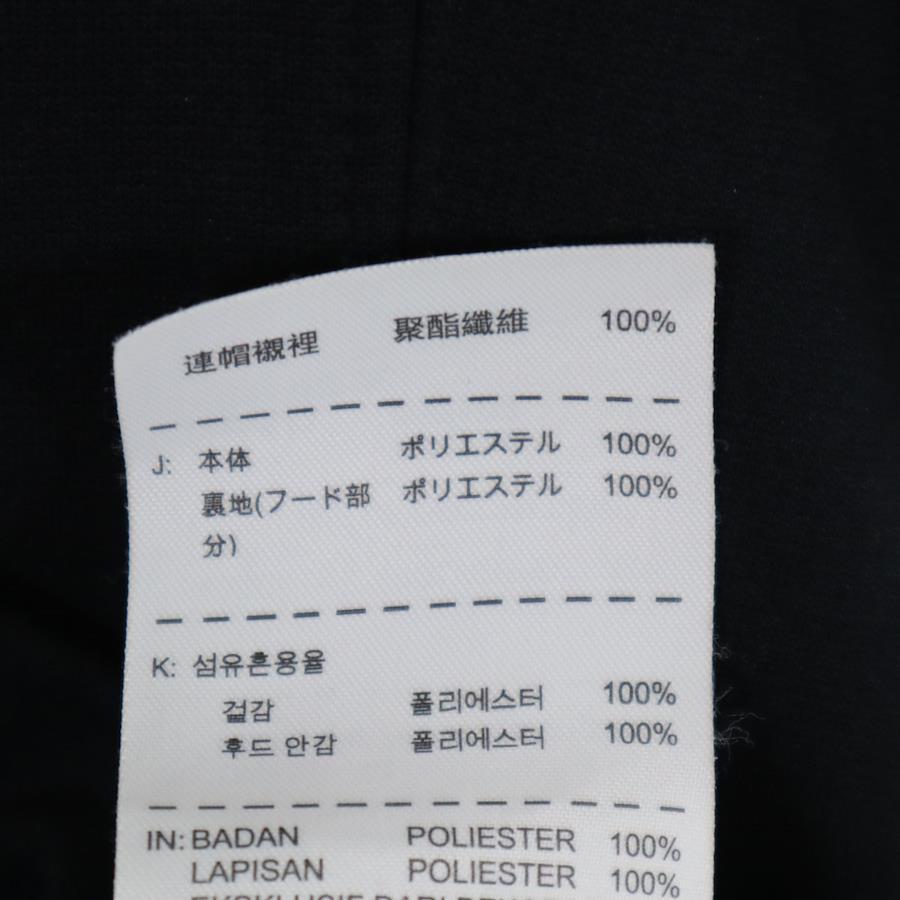 連帽襯裡 聚酯纖維 100%
J: 本体 ポリエステル 100%
裏地(フード部 ポリエステル 100%
分)
K: 섬유혼용율
겉감 폴리에스터 100%
후드 안감 폴리에스터 100%
IN: BADAN POLIESTER 100%
LAPISAN POLIESTER 100%